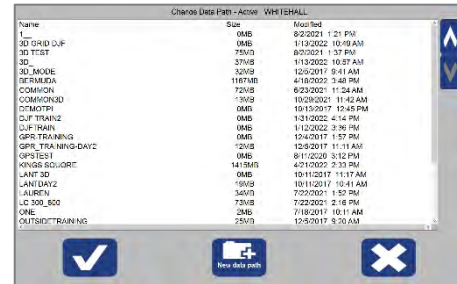 Change Data Path - Active WHITEHALL
Name Size Modified
1__ 0MB 8/2/2021 1:21 PM
3D GRID DJF 0MB 1/13/2022 10:49 AM
3D TEST 75MB 8/2/2021 1:37 PM
3D_ 37MB 1/13/2022 10:57 AM
3D_MODE 32MB 12/5/2017 9:41 AM
BERMUDA 1167MB 4/18/2022 3:48 PM
COMMON 72MB 6/23/2021 11:24 AM
COMMON3D 13MB 10/29/2021 11:42 AM
DEMOTPI 0MB 10/13/2017 12:45 PM
DJF TRAIN2 0MB 1/31/2022 4:14 PM
DJFTRAIN 0MB 1/12/2022 3:36 PM
GPR-TRAINING 0MB 12/4/2017 1:57 PM
GPR_TRAINING-DAY2 12MB 12/6/2017 11:11 AM
GPSTEST 0MB 8/11/2020 3:12 PM
KINGS SQUORE 1415MB 4/21/2022 2:33 PM
LANT 3D 0MB 10/11/2017 11:17 AM
LANTDAY2 19MB 10/11/2017 10:41 AM
LAUREN 34MB 7/22/2021 1:52 PM
LC 300_800 73MB 7/22/2021 2:16 PM
ONE 2MB 7/18/2017 10:11 AM
OUTSIDETRAINING 25MB 12/5/2017 9:20 AM
New data path